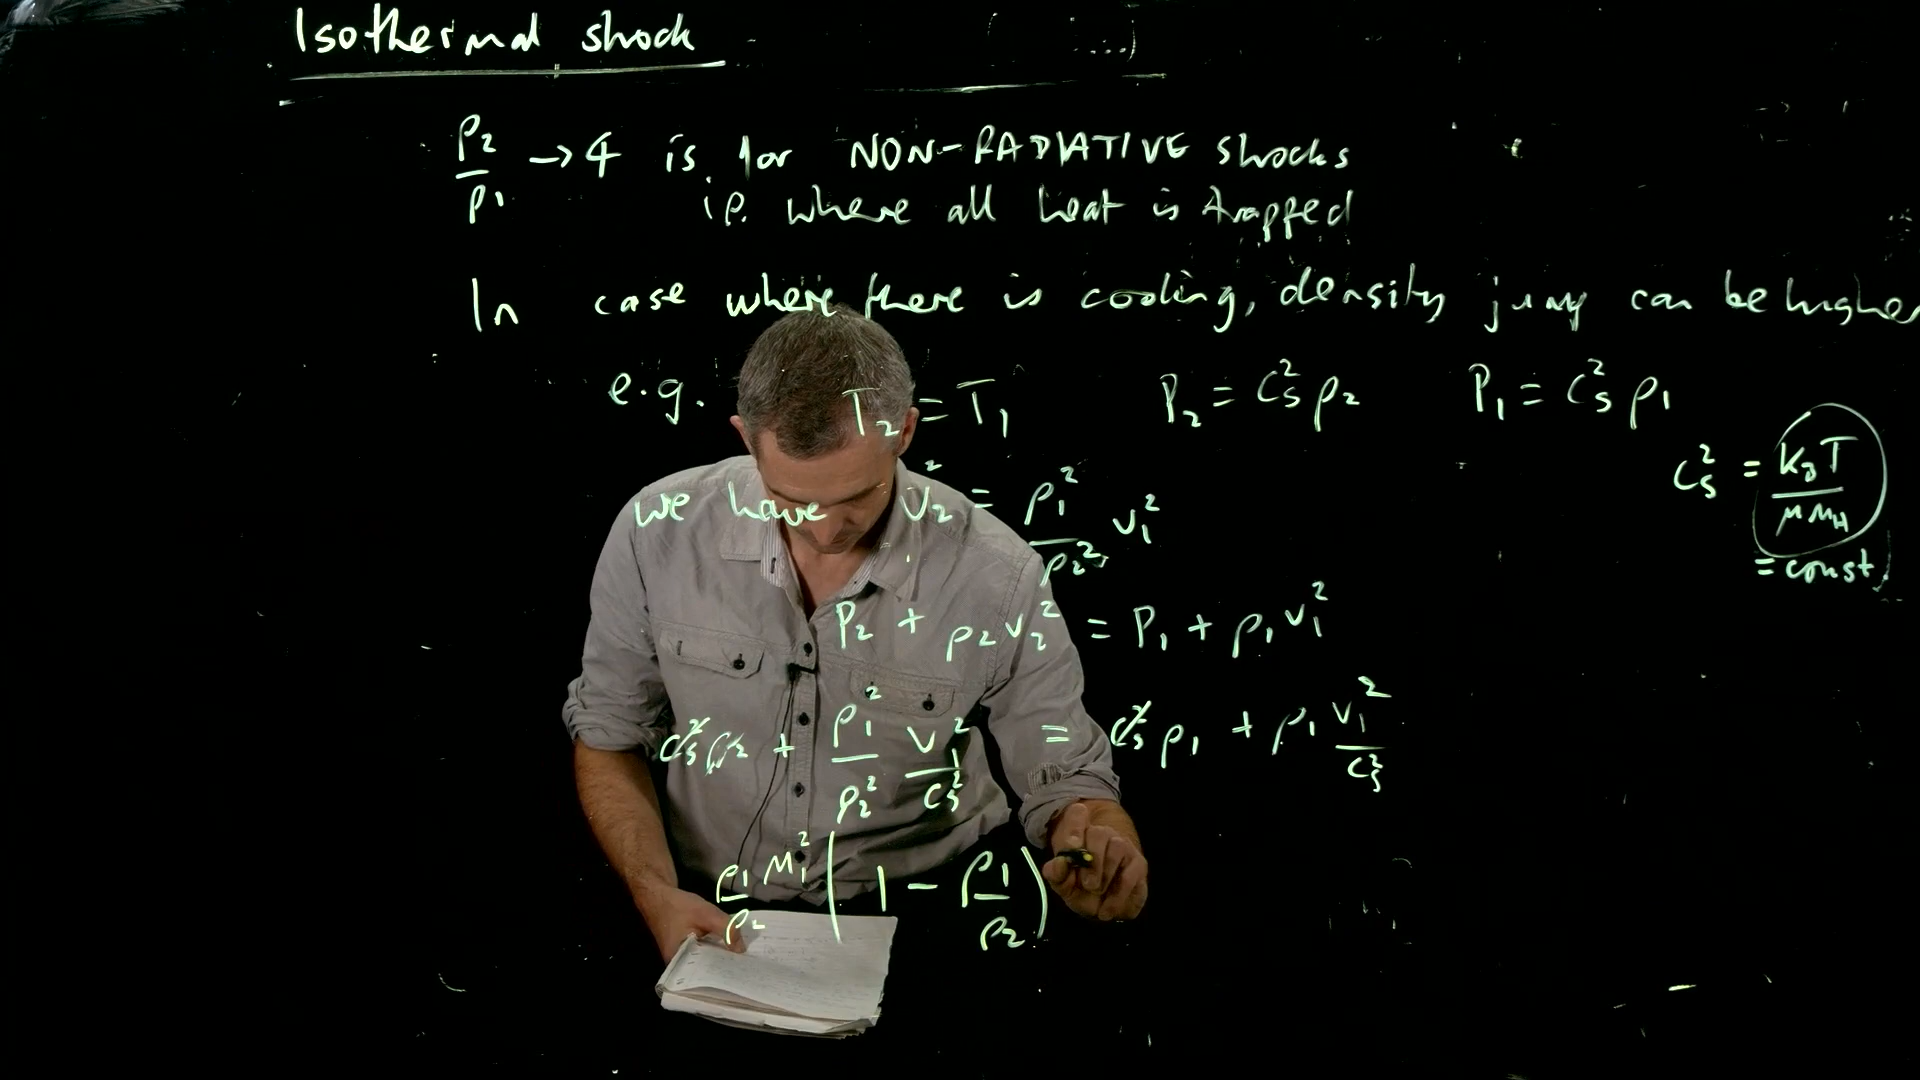 Isothermal shock
ρ2/ρ1 → 4 is for NON-RADIATIVE shocks
i.e. where all heat is trapped
In case where there is cooling, density jump can be higher
e.g. T₂ = T₁ P₂ = Cs² ρ₂ P₁ = Cs² ρ₁
Cs² = kBT/μmH
= const.
we have v₂² = ρ₁²/ρ₂² v₁²
P₂ + ρ₂v₂² = P₁ + ρ₁v₁²
Cs²ρ₂ + ρ₁²/ρ₂² v₁²/Cs² = Cs²ρ₁ + ρ₁ v₁²/Cs²
ρ₁/ρ₂ M₁² (1 - ρ₁/ρ₂)